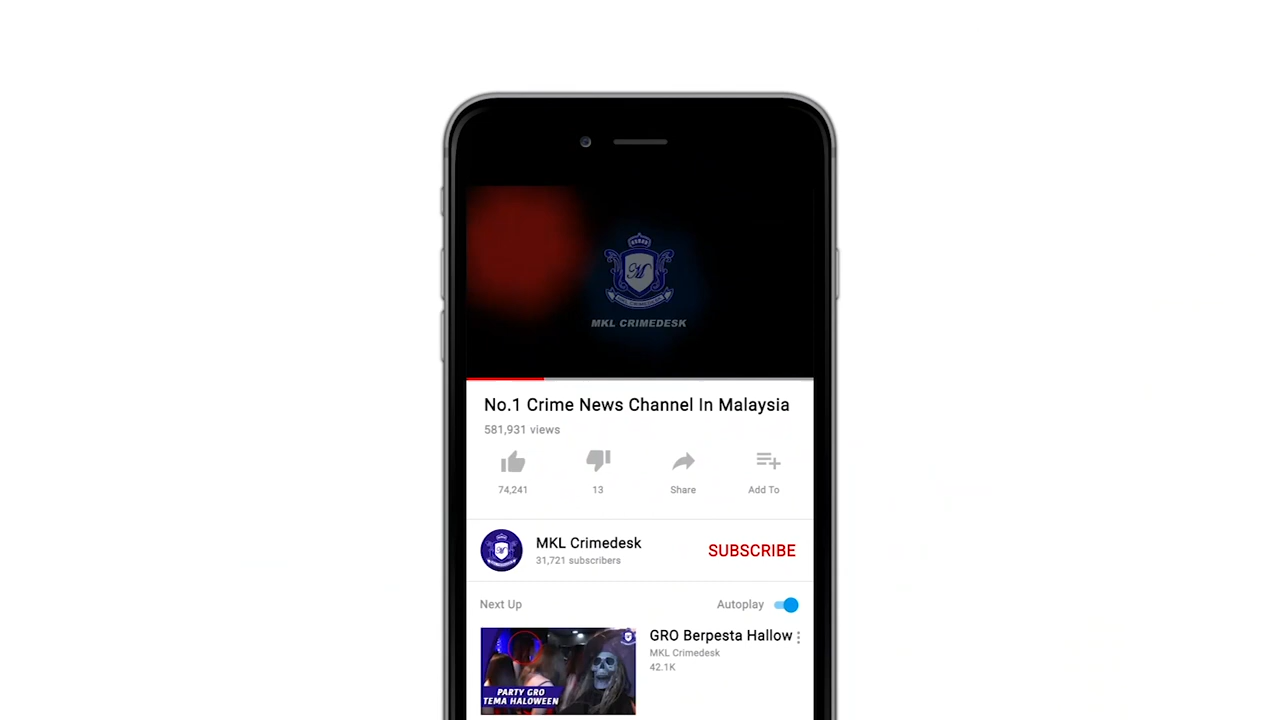 MKL CRIMEDESK
MKL CRIMEDESK
No.1 Crime News Channel In Malaysia
581,931 views
74,241
13
Share
Add To
MKL Crimedesk
31,721 subscribers
SUBSCRIBE
Next Up
Autoplay
GRO Berpesta Hallow
MKL Crimedesk
42.1K
PARTY GRO
TEMA HALOWEEN